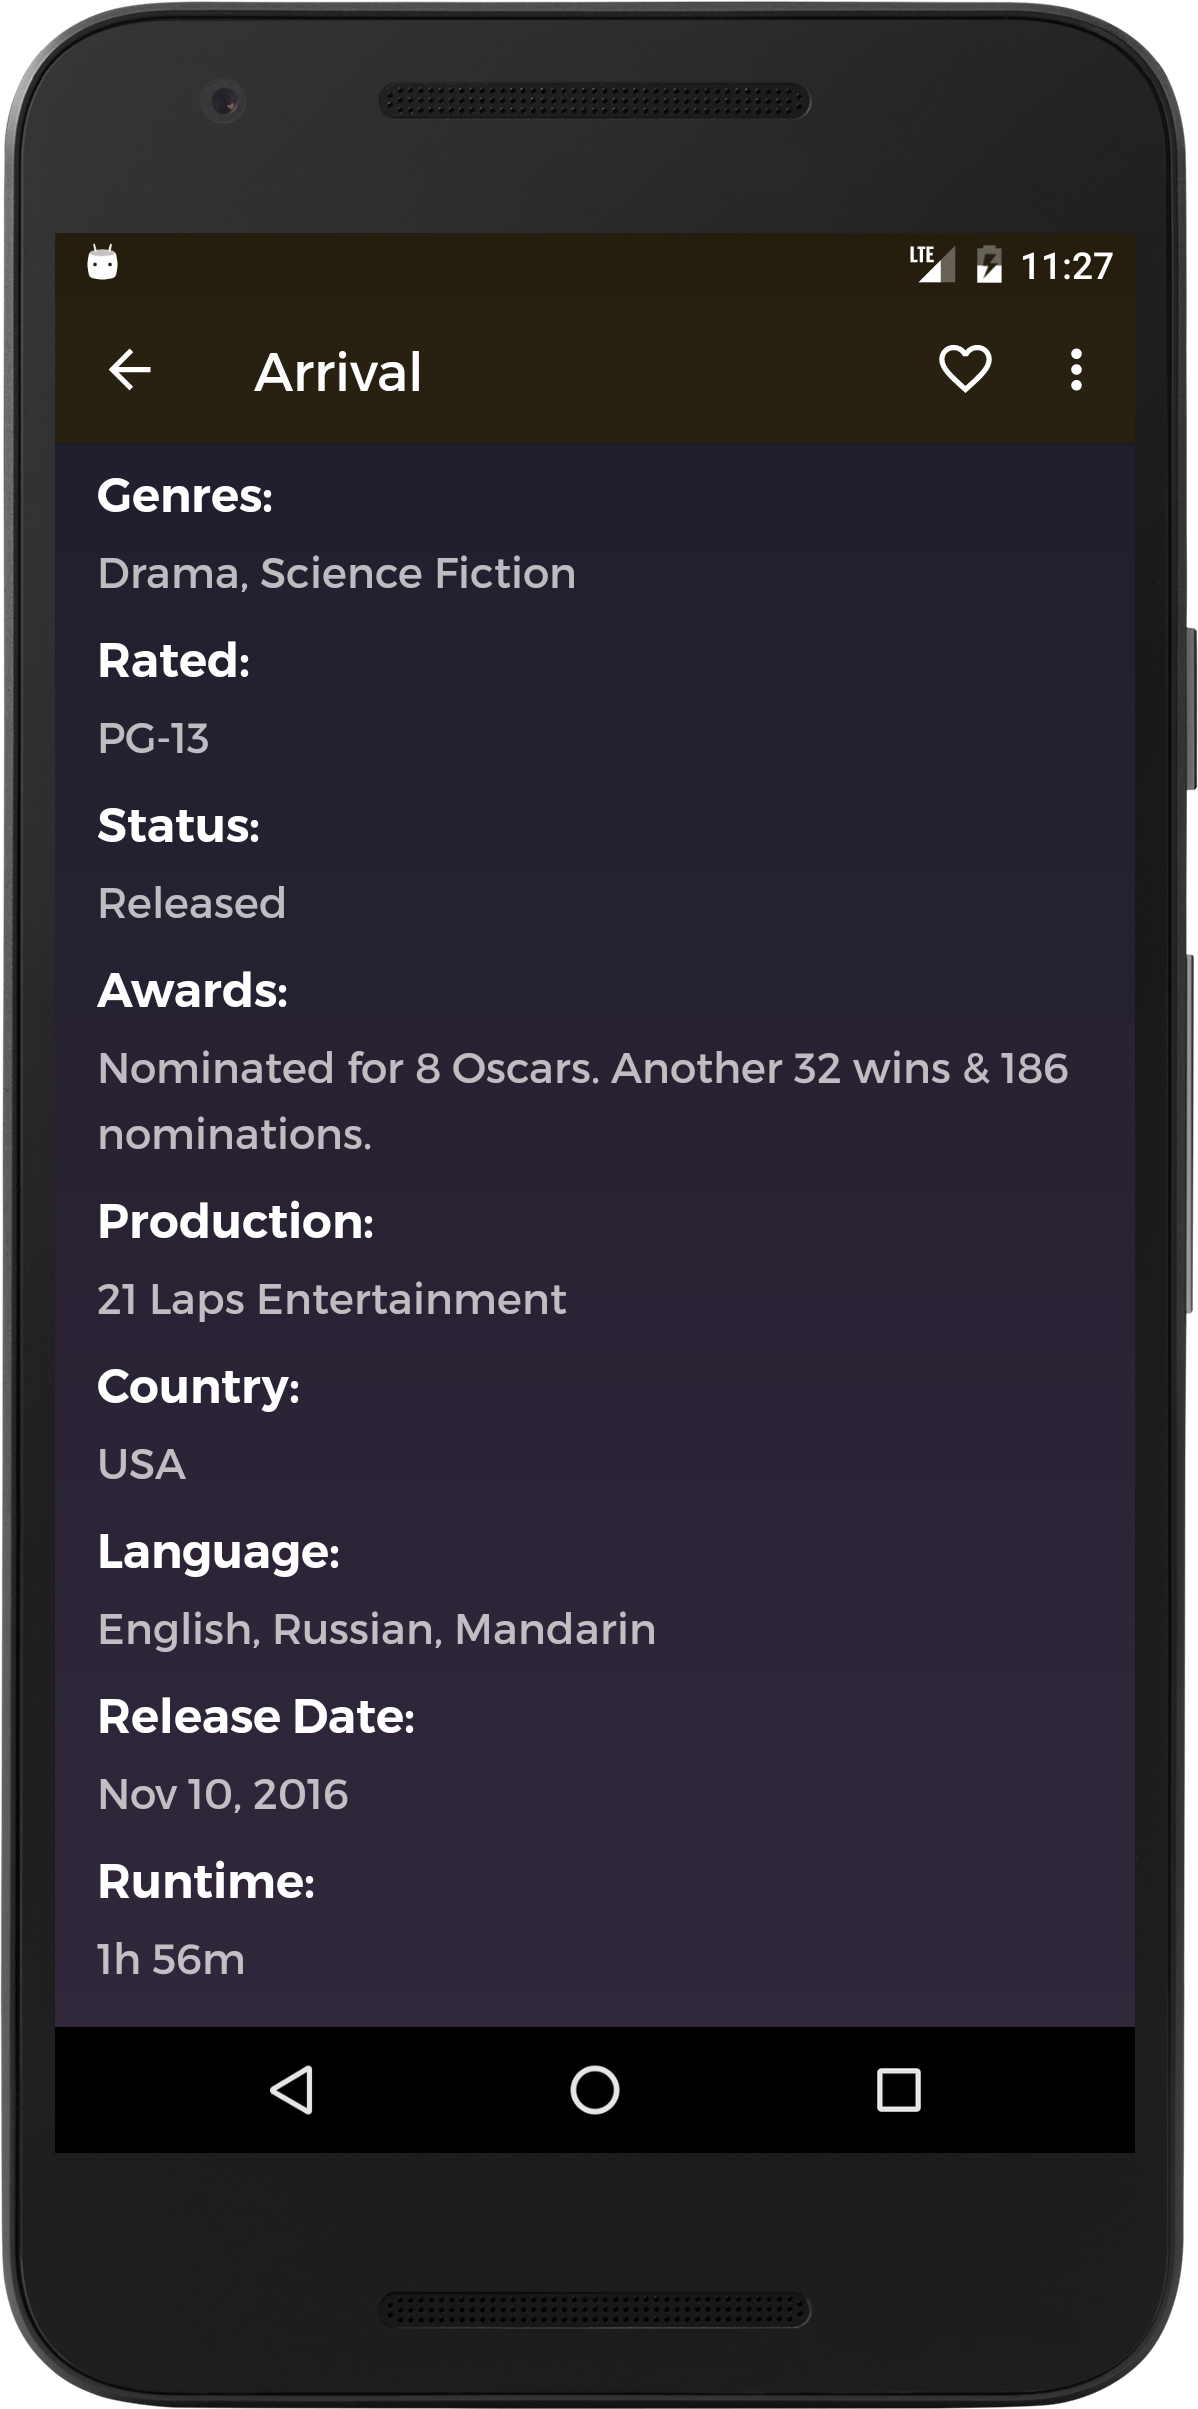 LTE 11:27
Arrival
Genres:
Drama, Science Fiction
Rated:
PG-13
Status:
Released
Awards:
Nominated for 8 Oscars. Another 32 wins & 186
nominations.
Production:
21 Laps Entertainment
Country:
USA
Language:
English, Russian, Mandarin
Release Date:
Nov 10, 2016
Runtime:
1h 56m